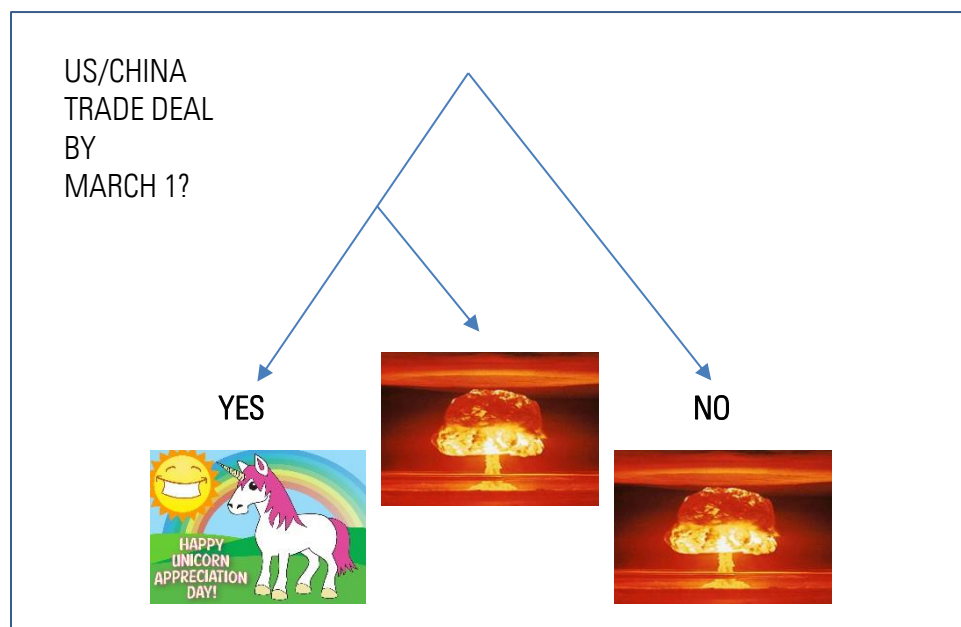 US/CHINA
TRADE DEAL
BY
MARCH 1?
YES
NO
HAPPY
UNICORN
APPRECIATION
DAY!